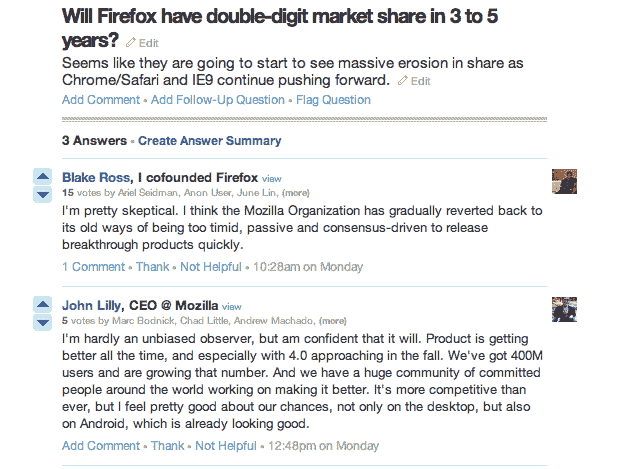 Will Firefox have double-digit market share in 3 to 5
years? Edit
Seems like they are going to start to see massive erosion in share as
Chrome/Safari and IE9 continue pushing forward. Edit
Add Comment • Add Follow-Up Question • Flag Question
3 Answers • Create Answer Summary
Blake Ross, I cofounded Firefox view
15 votes by Ariel Seidman, Anon User, June Lin, (more)
I'm pretty skeptical. I think the Mozilla Organization has gradually reverted back to
its old ways of being too timid, passive and consensus-driven to release
breakthrough products quickly.
1 Comment • Thank • Not Helpful • 10:28am on Monday
John Lilly, CEO @ Mozilla view
5 votes by Marc Bodnick, Chad Little, Andrew Machado, (more)
I'm hardly an unbiased observer, but am confident that it will. Product is getting
better all the time, and especially with 4.0 approaching in the fall. We've got 400M
users and are growing that number. And we have a huge community of committed
people around the world working on making it better. It's more competitive than
ever, but I feel pretty good about our chances, not only on the desktop, but also
on Android, which is already looking good.
Add Comment • Thank • Not Helpful • 12:48pm on Monday